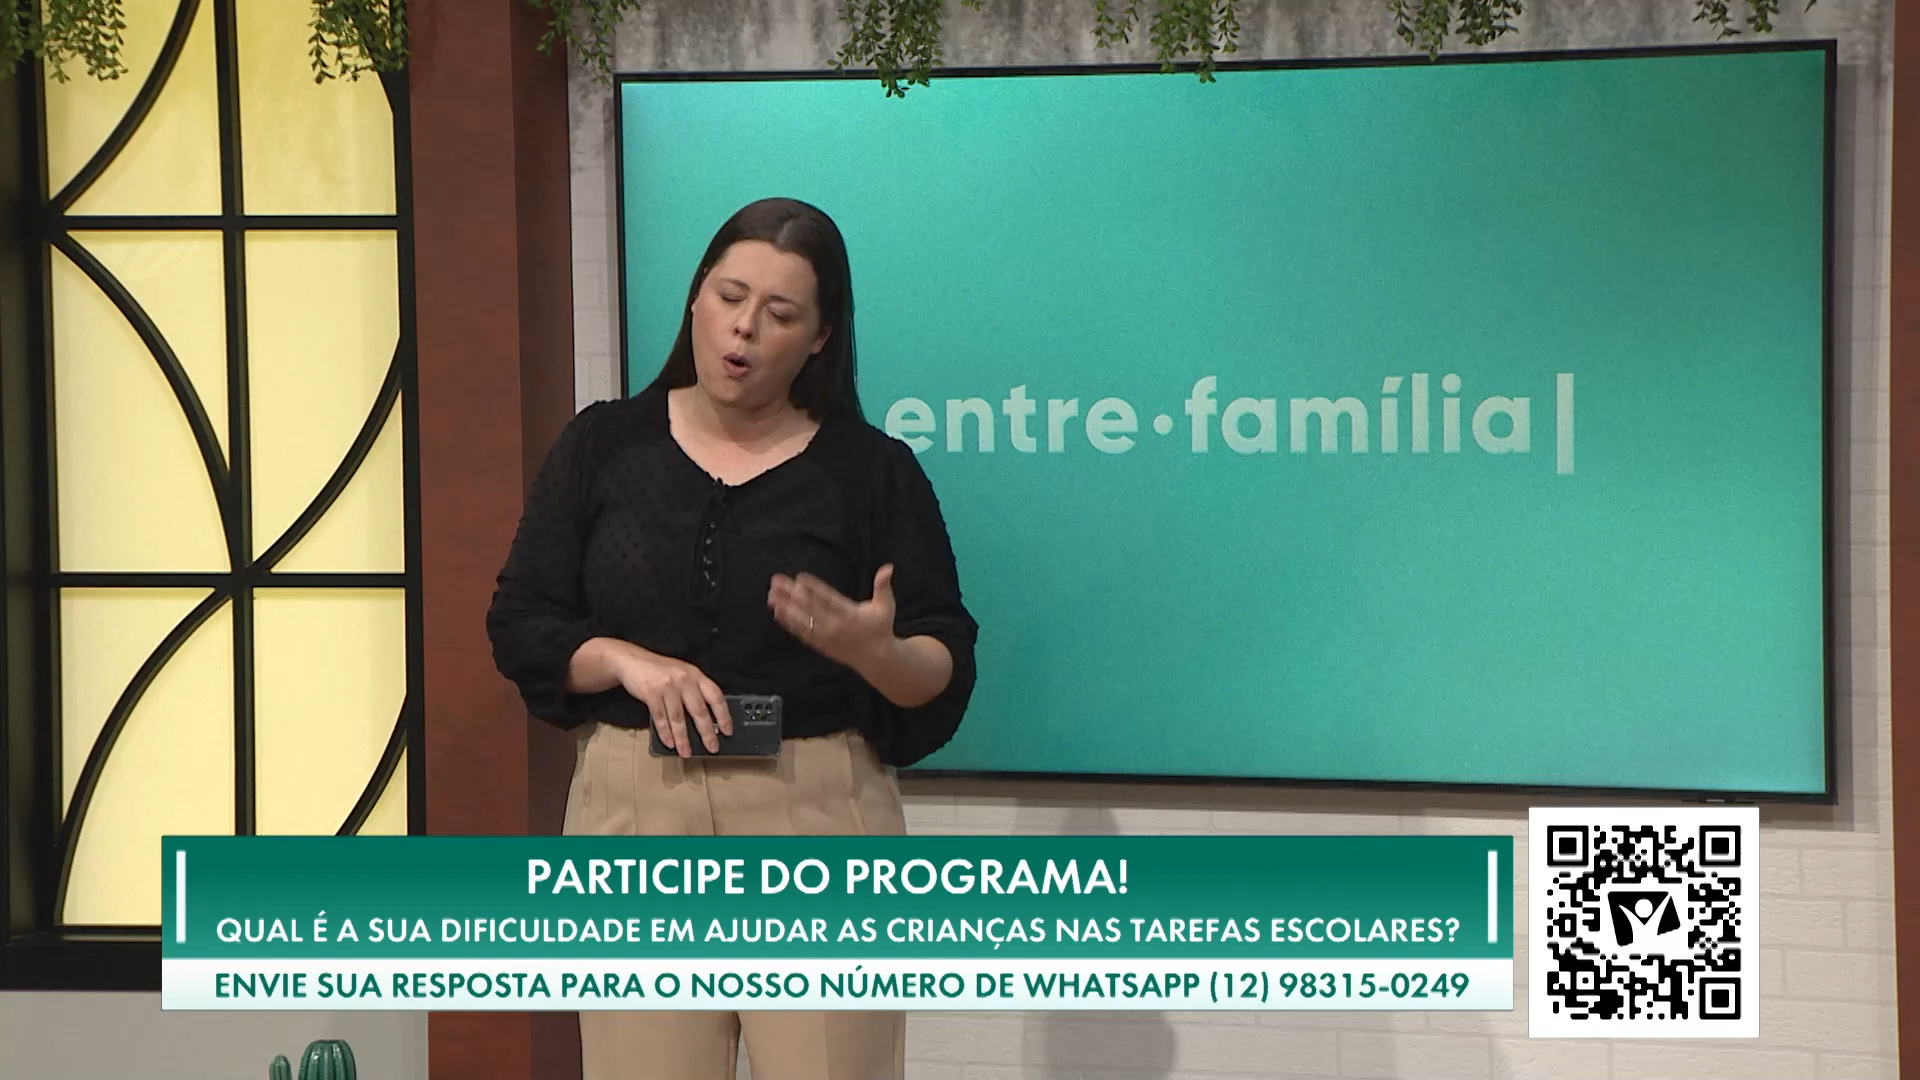 entre•família|
PARTICIPE DO PROGRAMA!
QUAL É A SUA DIFICULDADE EM AJUDAR AS CRIANÇAS NAS TAREFAS ESCOLARES?
ENVIE SUA RESPOSTA PARA O NOSSO NÚMERO DE WHATSAPP (12) 98315-0249